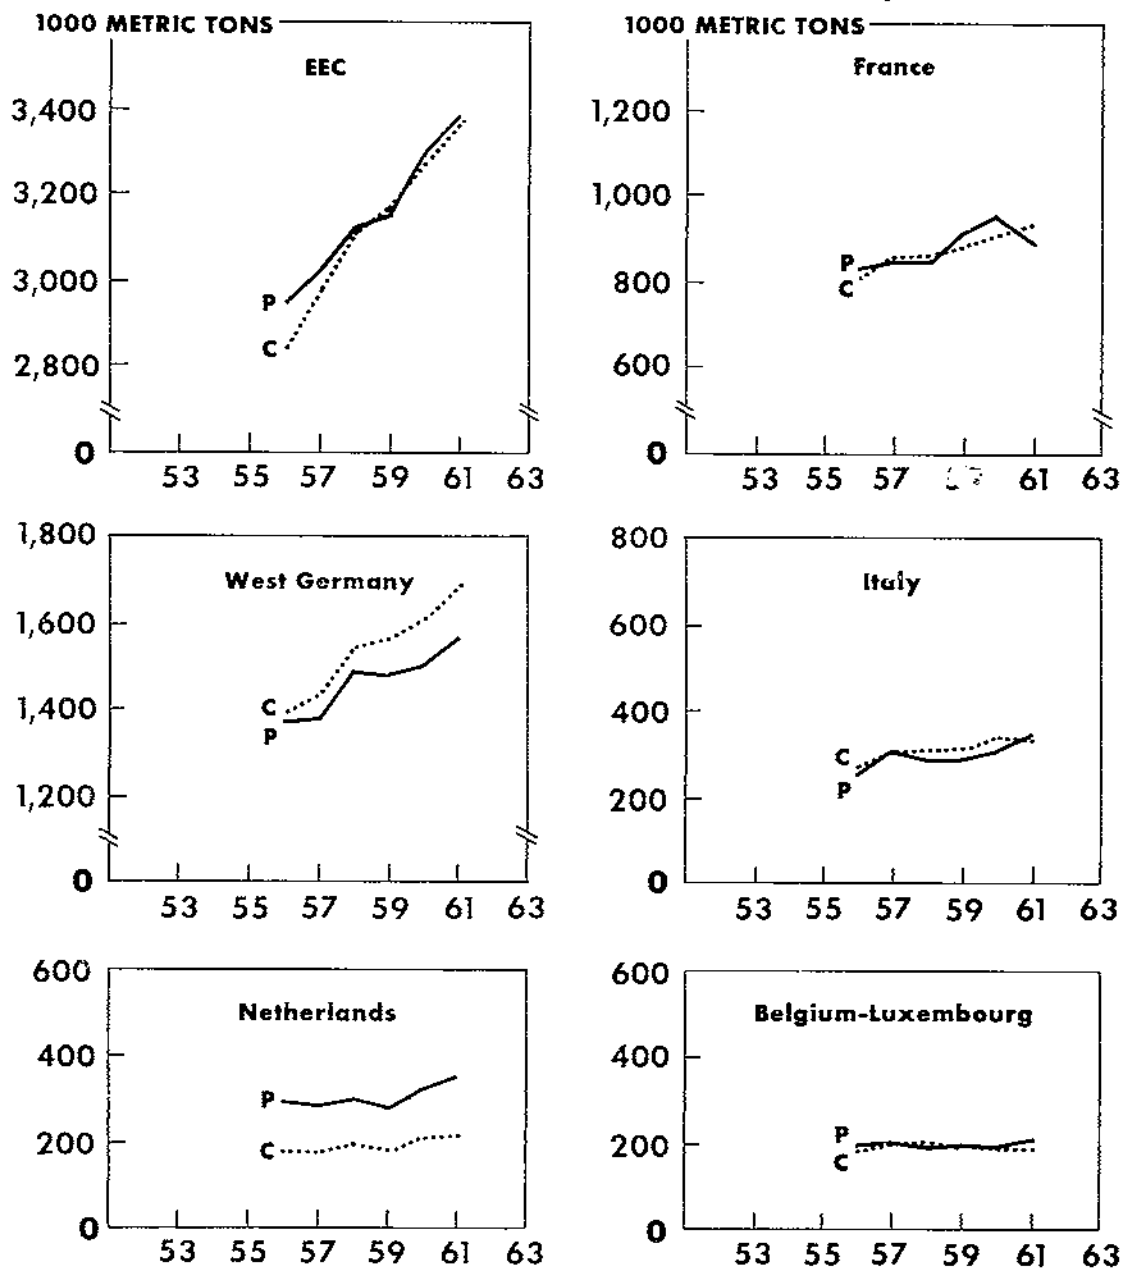 1000 METRIC TONS
EEC
3,400
3,200
3,000
2,800
0
P
C
53 55 57 59 61 63
1000 METRIC TONS
France
1,200
1,000
800
600
0
P
C
53 55 57 61 63
1,800
West Germany
1,600
1,400
1,200
0
C
P
53 55 57 59 61 63
800
Italy
600
400
200
0
C
P
53 55 57 59 61 63
600
Netherlands
400
200
0
P
C
53 55 57 59 61 63
600
Belgium-Luxembourg
400
200
0
P
C
53 55 57 59 61 63